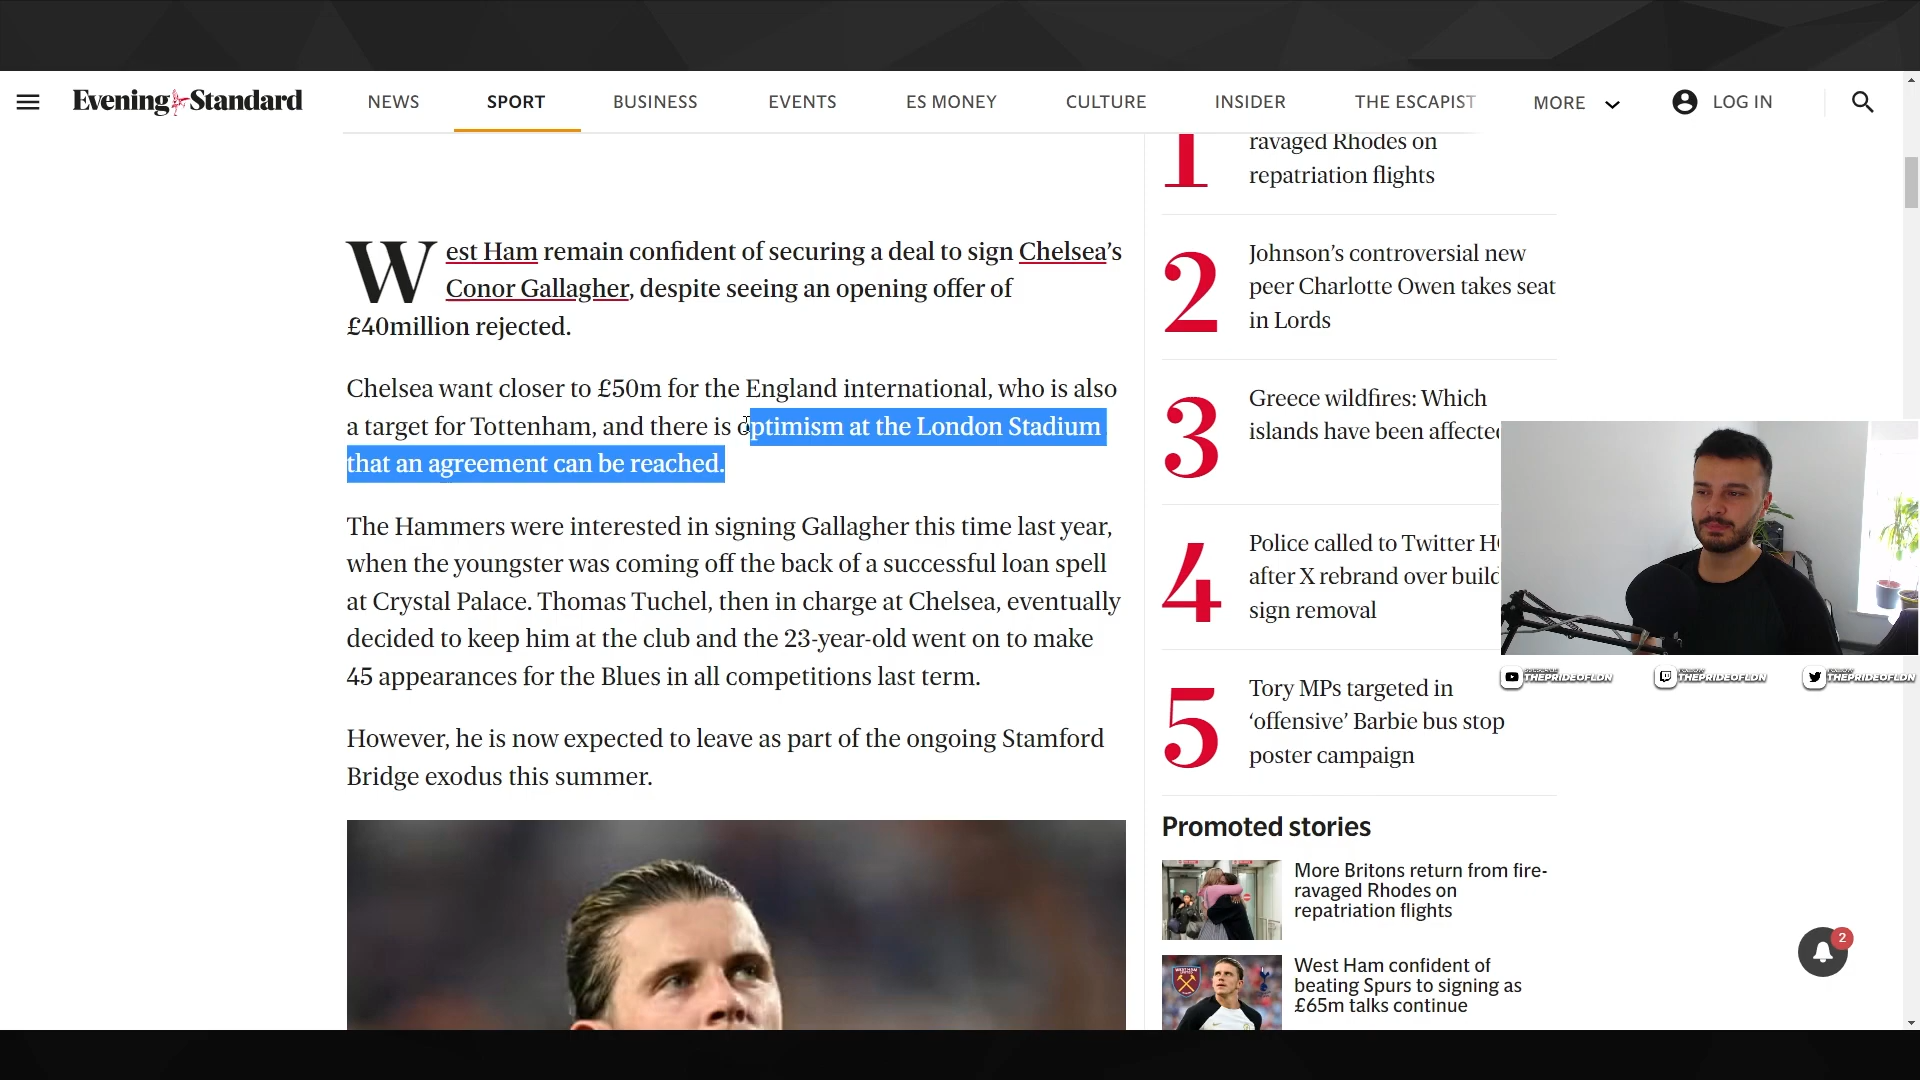 Evening Standard
NEWS
SPORT
BUSINESS
EVENTS
ES MONEY
CULTURE
INSIDER
THE ESCAPIST
MORE
LOG IN
West Ham remain confident of securing a deal to sign Chelsea’s
Conor Gallagher, despite seeing an opening offer of
£40million rejected.
Chelsea want closer to £50m for the England international, who is also
a target for Tottenham, and there is optimism at the London Stadium
that an agreement can be reached.
The Hammers were interested in signing Gallagher this time last year,
when the youngster was coming off the back of a successful loan spell
at Crystal Palace. Thomas Tuchel, then in charge at Chelsea, eventually
decided to keep him at the club and the 23-year-old went on to make
45 appearances for the Blues in all competitions last term.
However, he is now expected to leave as part of the ongoing Stamford
Bridge exodus this summer.
1
ravaged Rhodes on
repatriation flights
2
Johnson’s controversial new
peer Charlotte Owen takes seat
in Lords
3
Greece wildfires: Which
islands have been affected
4
Police called to Twitter H
after X rebrand over build
sign removal
5
Tory MPs targeted in
‘offensive’ Barbie bus stop
poster campaign
Promoted stories
More Britons return from fire-
ravaged Rhodes on
repatriation flights
West Ham confident of
beating Spurs to signing as
£65m talks continue
THEPRIDEOFLDN
THEPRIDEOFLDN
THEPRIDEOFLDN
2